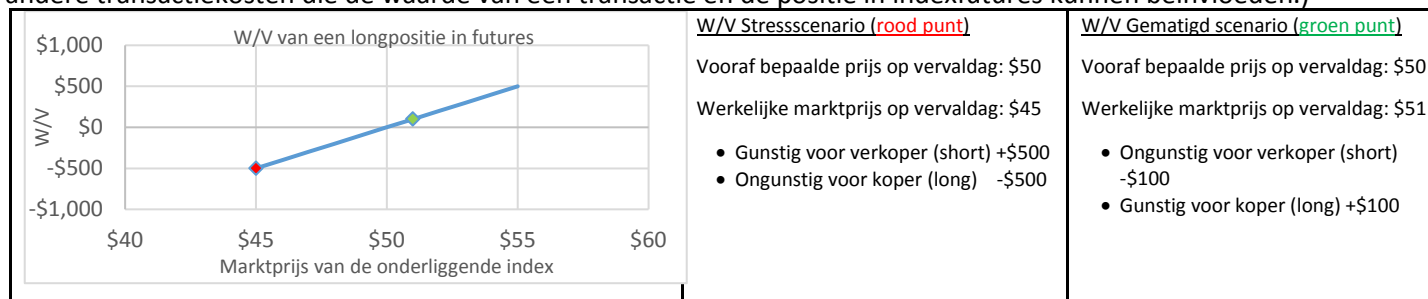 andere transactiekosten die de waarde van een transactie en de positie in indexfutures kunnen beïnvloeden.)
W/V van een longpositie in futures
$1,000
$500
$0
-$500
-$1,000
W/V
$40 $45 $50 $55 $60
Marktprijs van de onderliggende index
W/V Stressscenario (rood punt)
Vooraf bepaalde prijs op vervaldag: $50
Werkelijke marktprijs op vervaldag: $45
• Gunstig voor verkoper (short) +$500
• Ongunstig voor koper (long) -$500
W/V Gematigd scenario (groen punt)
Vooraf bepaalde prijs op vervaldag: $50
Werkelijke marktprijs op vervaldag: $51
• Ongunstig voor verkoper (short)
-$100
• Gunstig voor koper (long) +$100